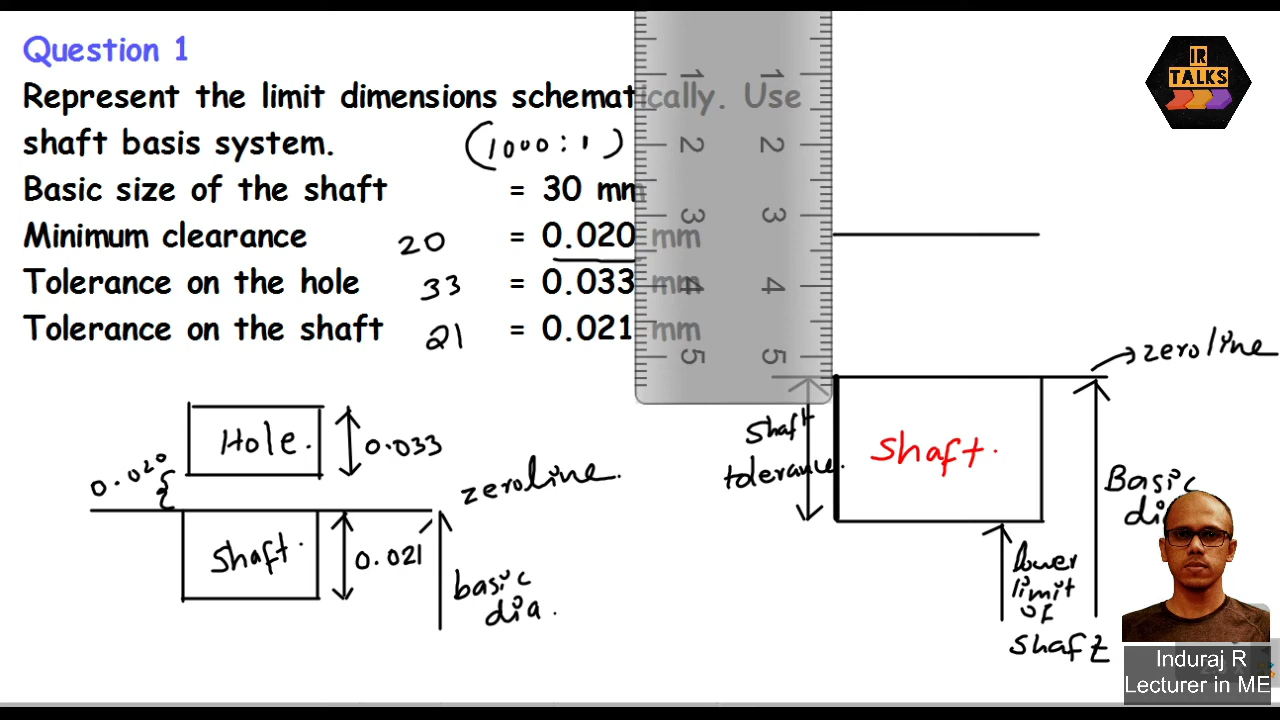 Question 1
Represent the limit dimensions schematically. Use
shaft basis system. (1000:1)
Basic size of the shaft = 30 mm
Minimum clearance 20 = 0.020 mm
Tolerance on the hole 33 = 0.033 mm
Tolerance on the shaft 21 = 0.021 mm
IR
TALKS
1 1
2 2
3 3
4 4
5 5
Hole.
0.033
0.020
zeroline.
Shaft.
0.021
basic
dia.
zeroline
Shaft
tolerance.
Shaft.
Basic
lower
limit
of
shaft
Induraj R
Lecturer in ME